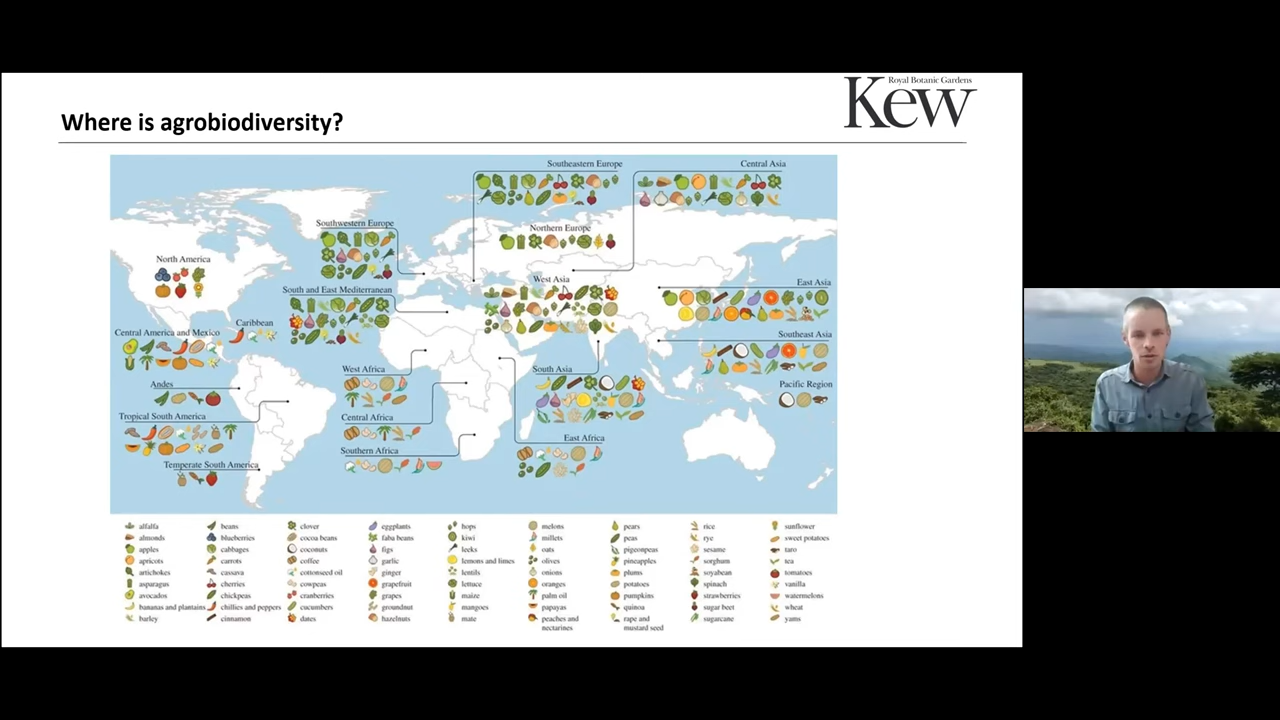 Royal Botanic Gardens
Kew
Where is agrobiodiversity?
Southeastern Europe
Central Asia
Southwestern Europe
Northern Europe
North America
West Asia
East Asia
South and East Mediterranean
Caribbean
Central America and Mexico
Southeast Asia
West Africa
South Asia
Andes
Pacific Region
Tropical South America
Central Africa
East Africa
Southern Africa
Temperate South America
alfalfa
almonds
apples
apricots
artichokes
asparagus
avocados
bananas and plantains
barley
beans
blueberries
cabbages
carrots
cassava
cherries
chickpeas
chillies and peppers
cinnamon
clover
cocoa beans
coconuts
coffee
cottonseed oil
cowpeas
cranberries
cucumbers
dates
eggplants
faba beans
figs
garlic
ginger
grapefruit
grapes
groundnut
hazelnuts
hops
kiwi
leeks
lemons and limes
lentils
lettuce
maize
mangoes
mate
melons
millets
oats
olives
onions
oranges
palm oil
papayas
peaches and
nectarines
pears
peas
pigeonpeas
pineapples
plums
potatoes
pumpkins
quinoa
rape and
mustard seed
rice
rye
sesame
sorghum
soyabean
spinach
strawberries
sugar beet
sugarcane
sunflower
sweet potatoes
taro
tea
tomatoes
vanilla
watermelons
wheat
yams